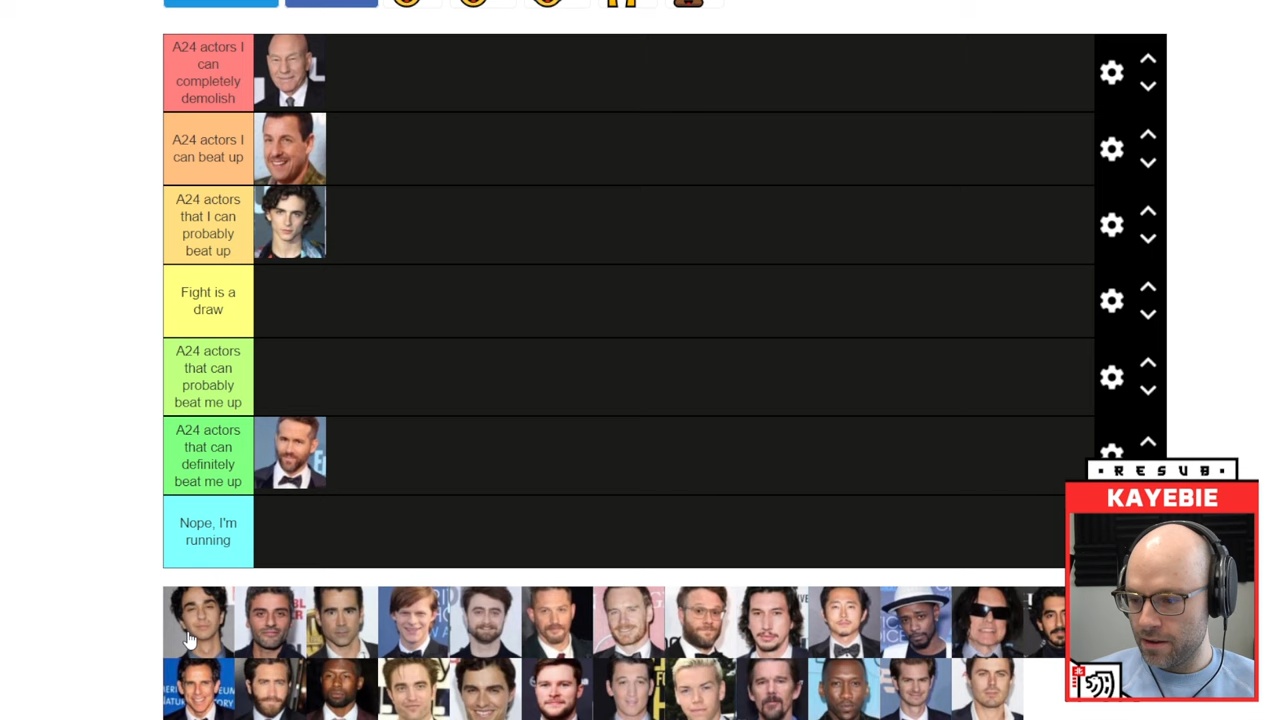 A24 actors I
can
completely
demolish
A24 actors I
can beat up
A24 actors
that I can
probably
beat up
Fight is a
draw
A24 actors
that can
probably
beat me up
A24 actors
that can
definitely
beat me up
Nope, I'm
running
RESUB
KAYEBIE